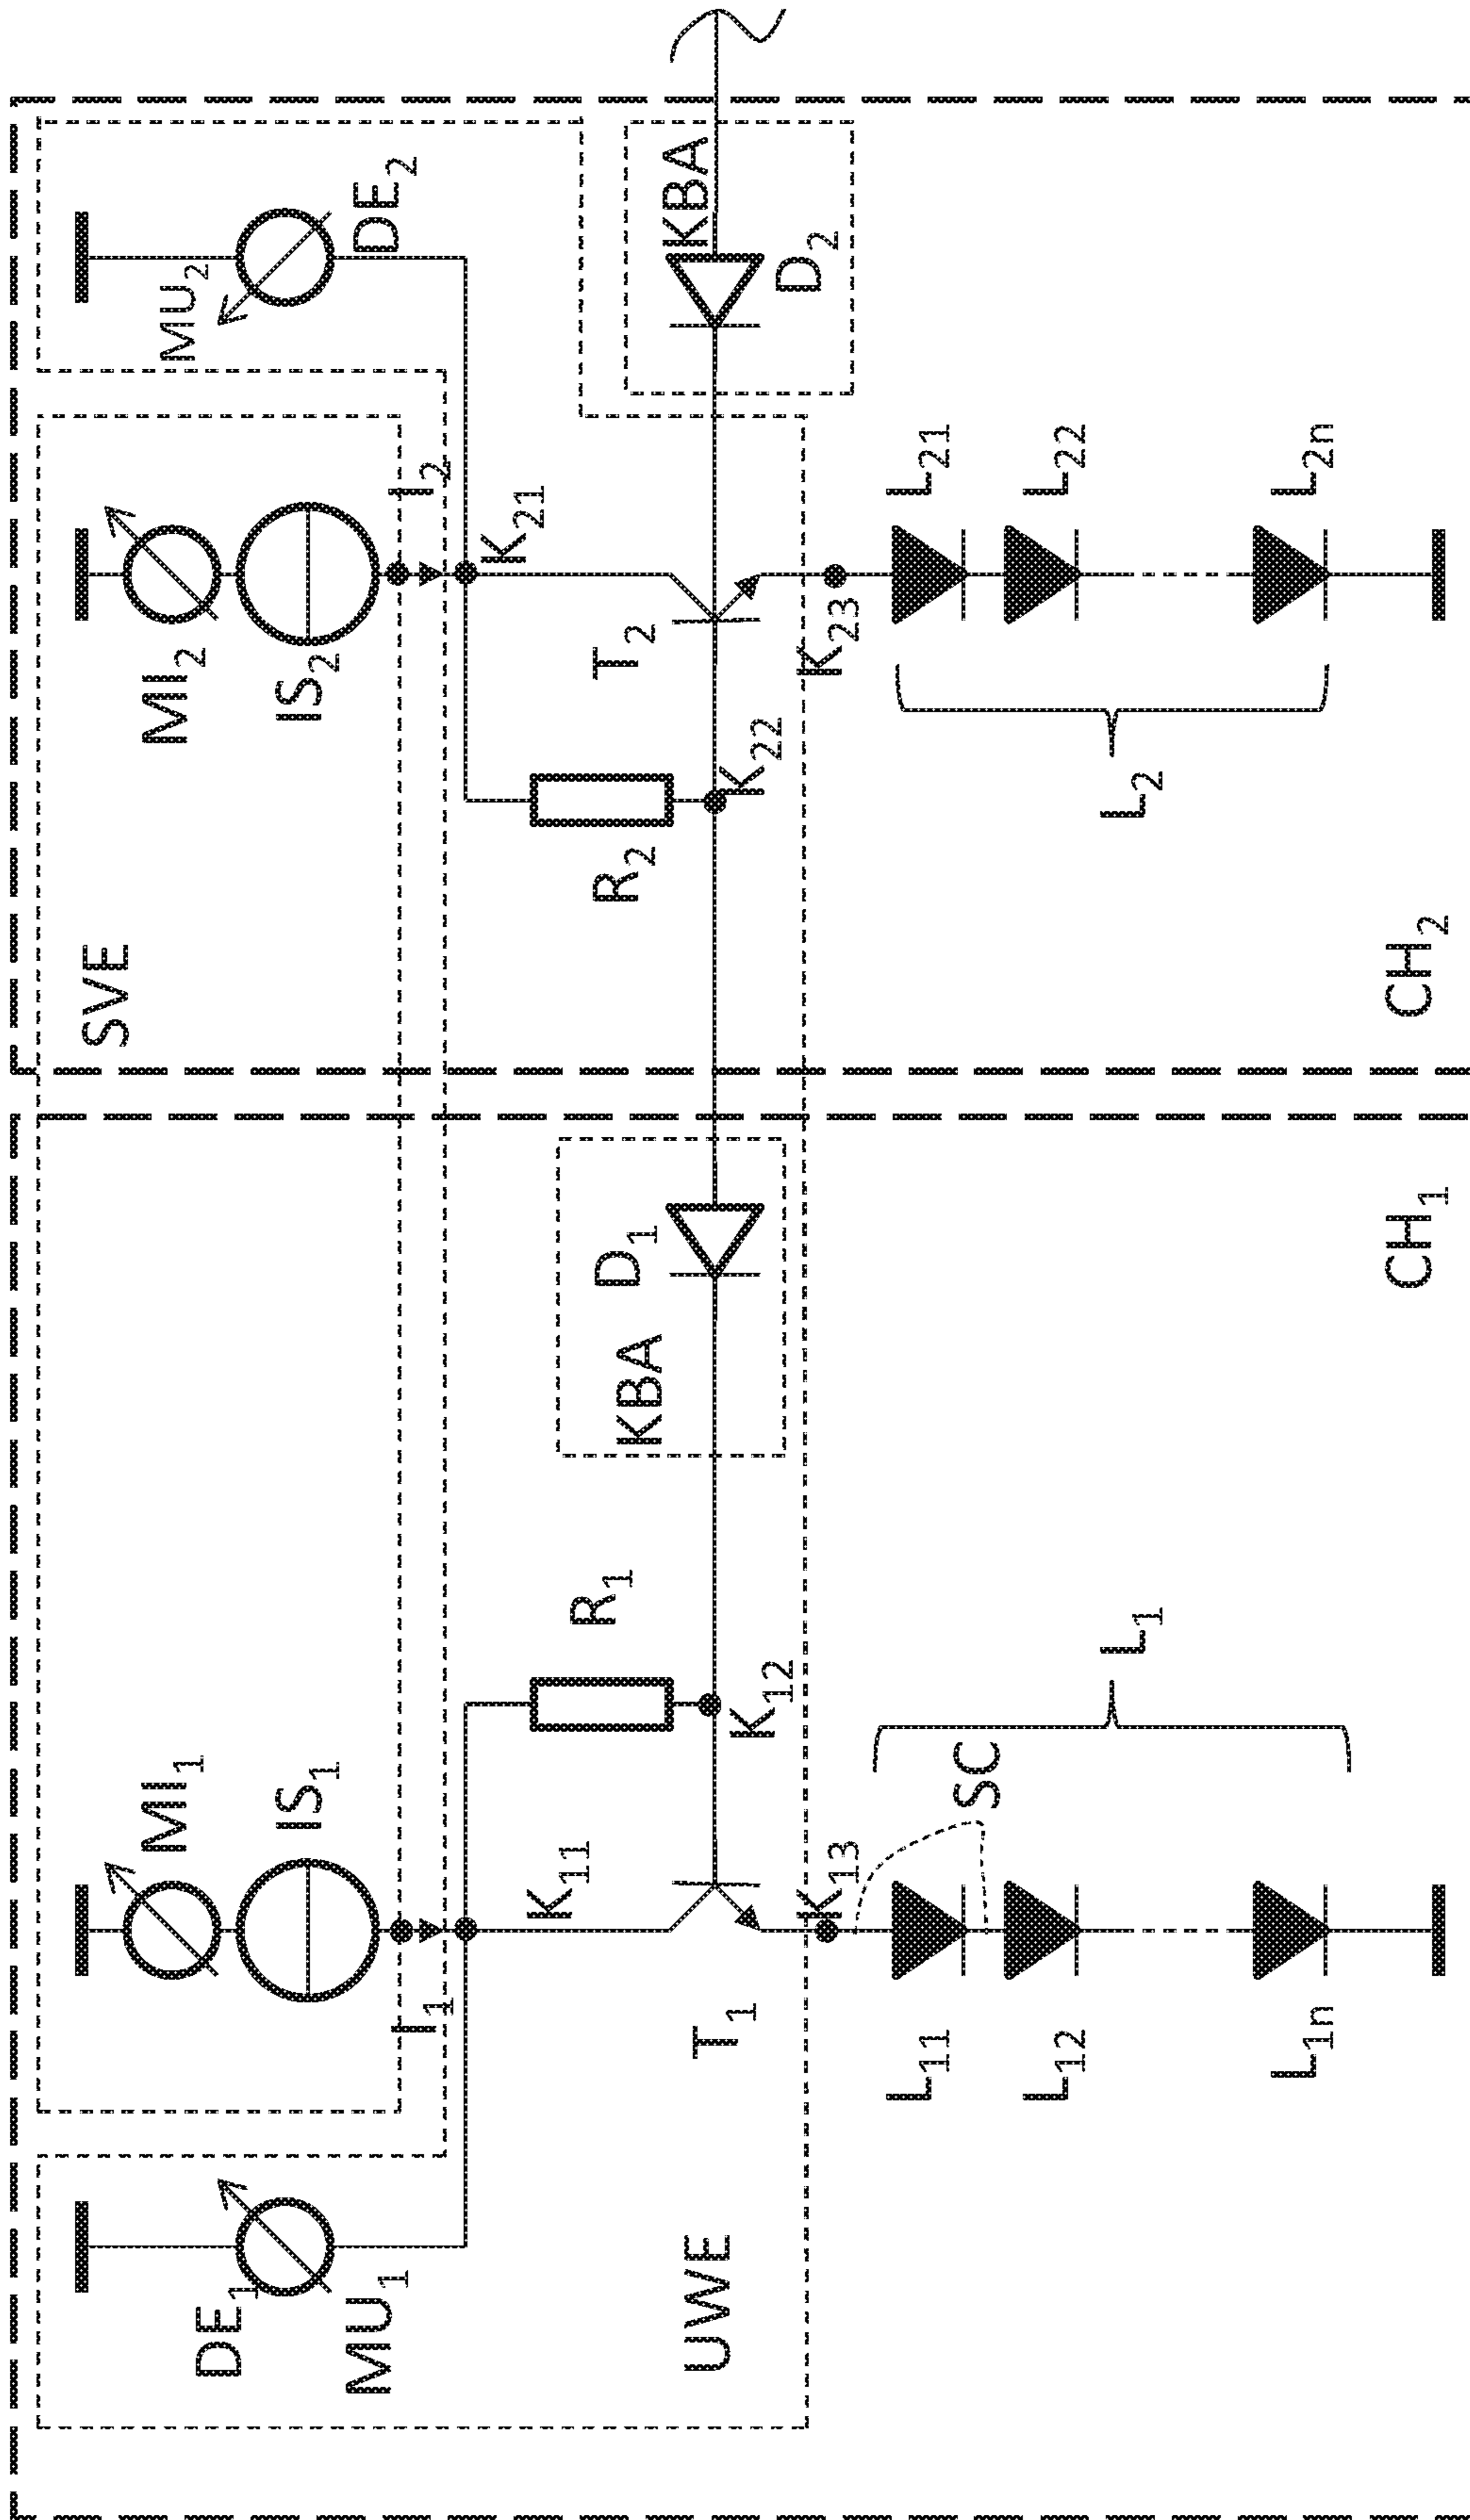 SVE
MI₁
IS₁
I₁
DE₁
MU₁
K₁₁
R₁
T₁
K₁₂
K₁₃
D₁
KBA
UWE
SC
L₁₁
L₁₂
L₁ₙ
L₁
CH₁
MI₂
IS₂
I₂
MU₂
DE₂
K₂₁
R₂
T₂
K₂₂
K₂₃
KBA
D₂
L₂₁
L₂₂
L₂ₙ
L₂
CH₂